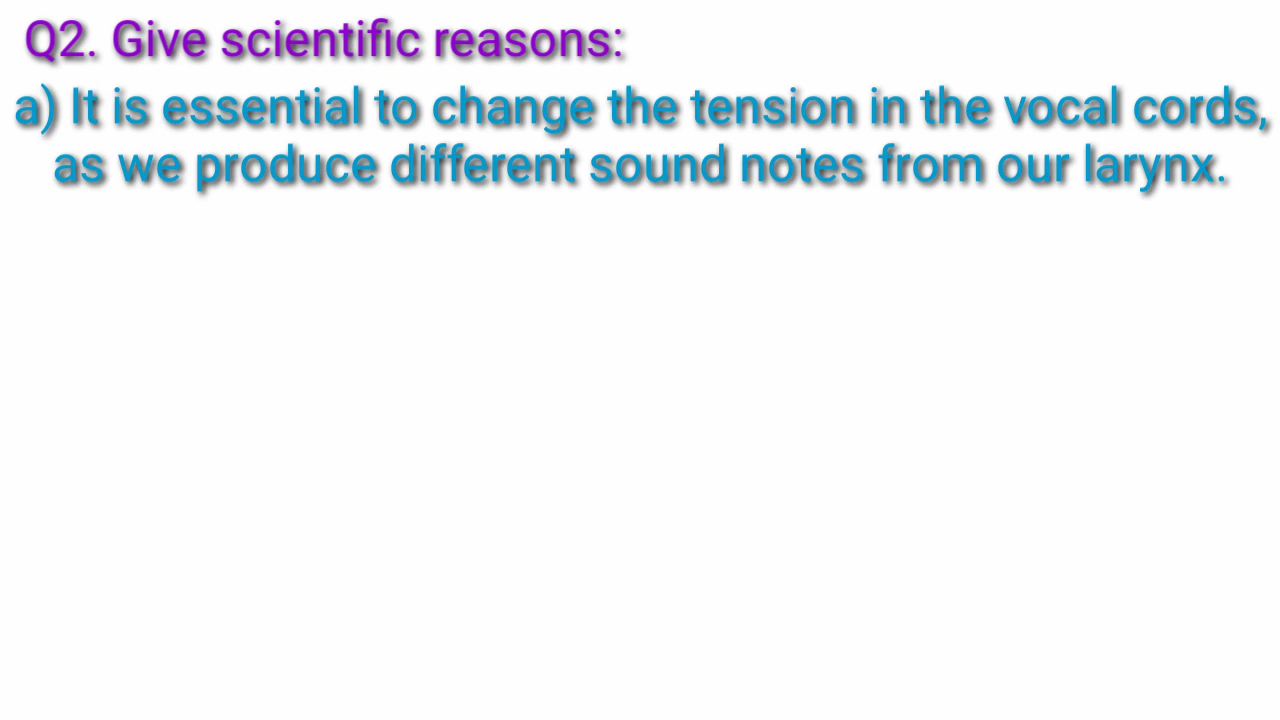 Q2. Give scientific reasons:
a) It is essential to change the tension in the vocal cords,
as we produce different sound notes from our larynx.